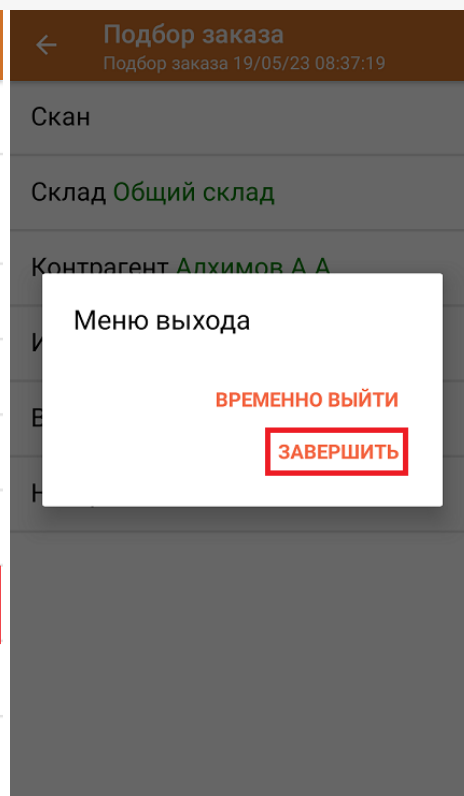 Подбор заказа
Подбор заказа 19/05/23 08:37:19
Скан
Склад Общий склад
Контрагент Алхимов А.А.
Меню выхода
ВРЕМЕННО ВЫЙТИ
ЗАВЕРШИТЬ